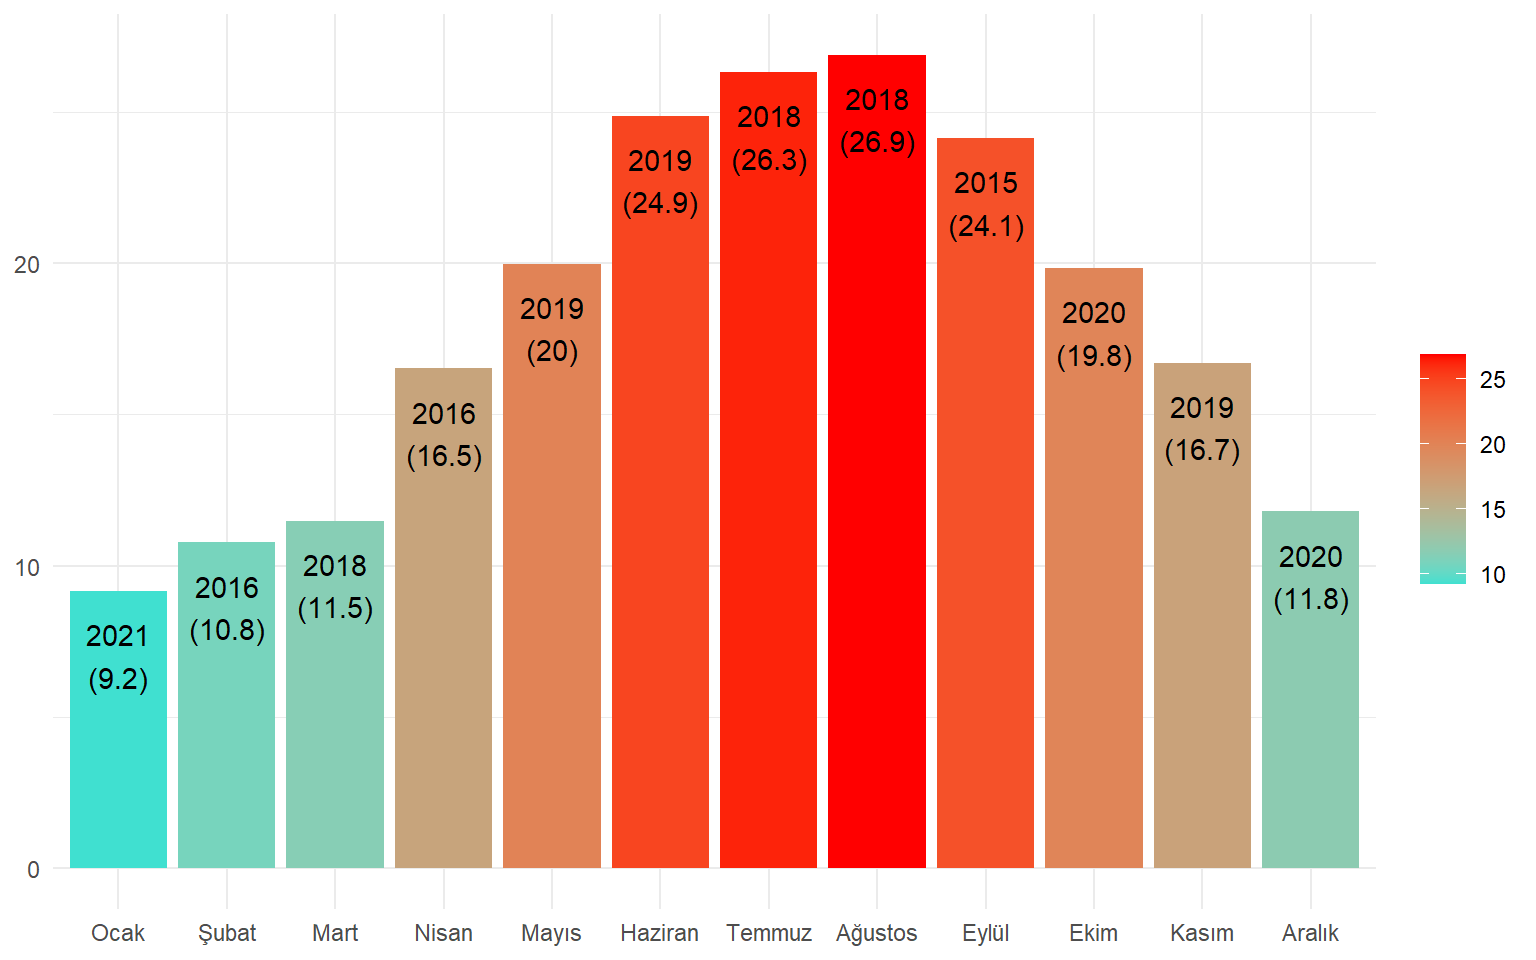 2021
(9.2)
2016
(10.8)
2018
(11.5)
2016
(16.5)
2019
(20)
2019
(24.9)
2018
(26.3)
2018
(26.9)
2015
(24.1)
2020
(19.8)
2019
(16.7)
2020
(11.8)
20
10
0
Ocak
Şubat
Mart
Nisan
Mayıs
Haziran
Temmuz
Ağustos
Eylül
Ekim
Kasım
Aralık
25
20
15
10